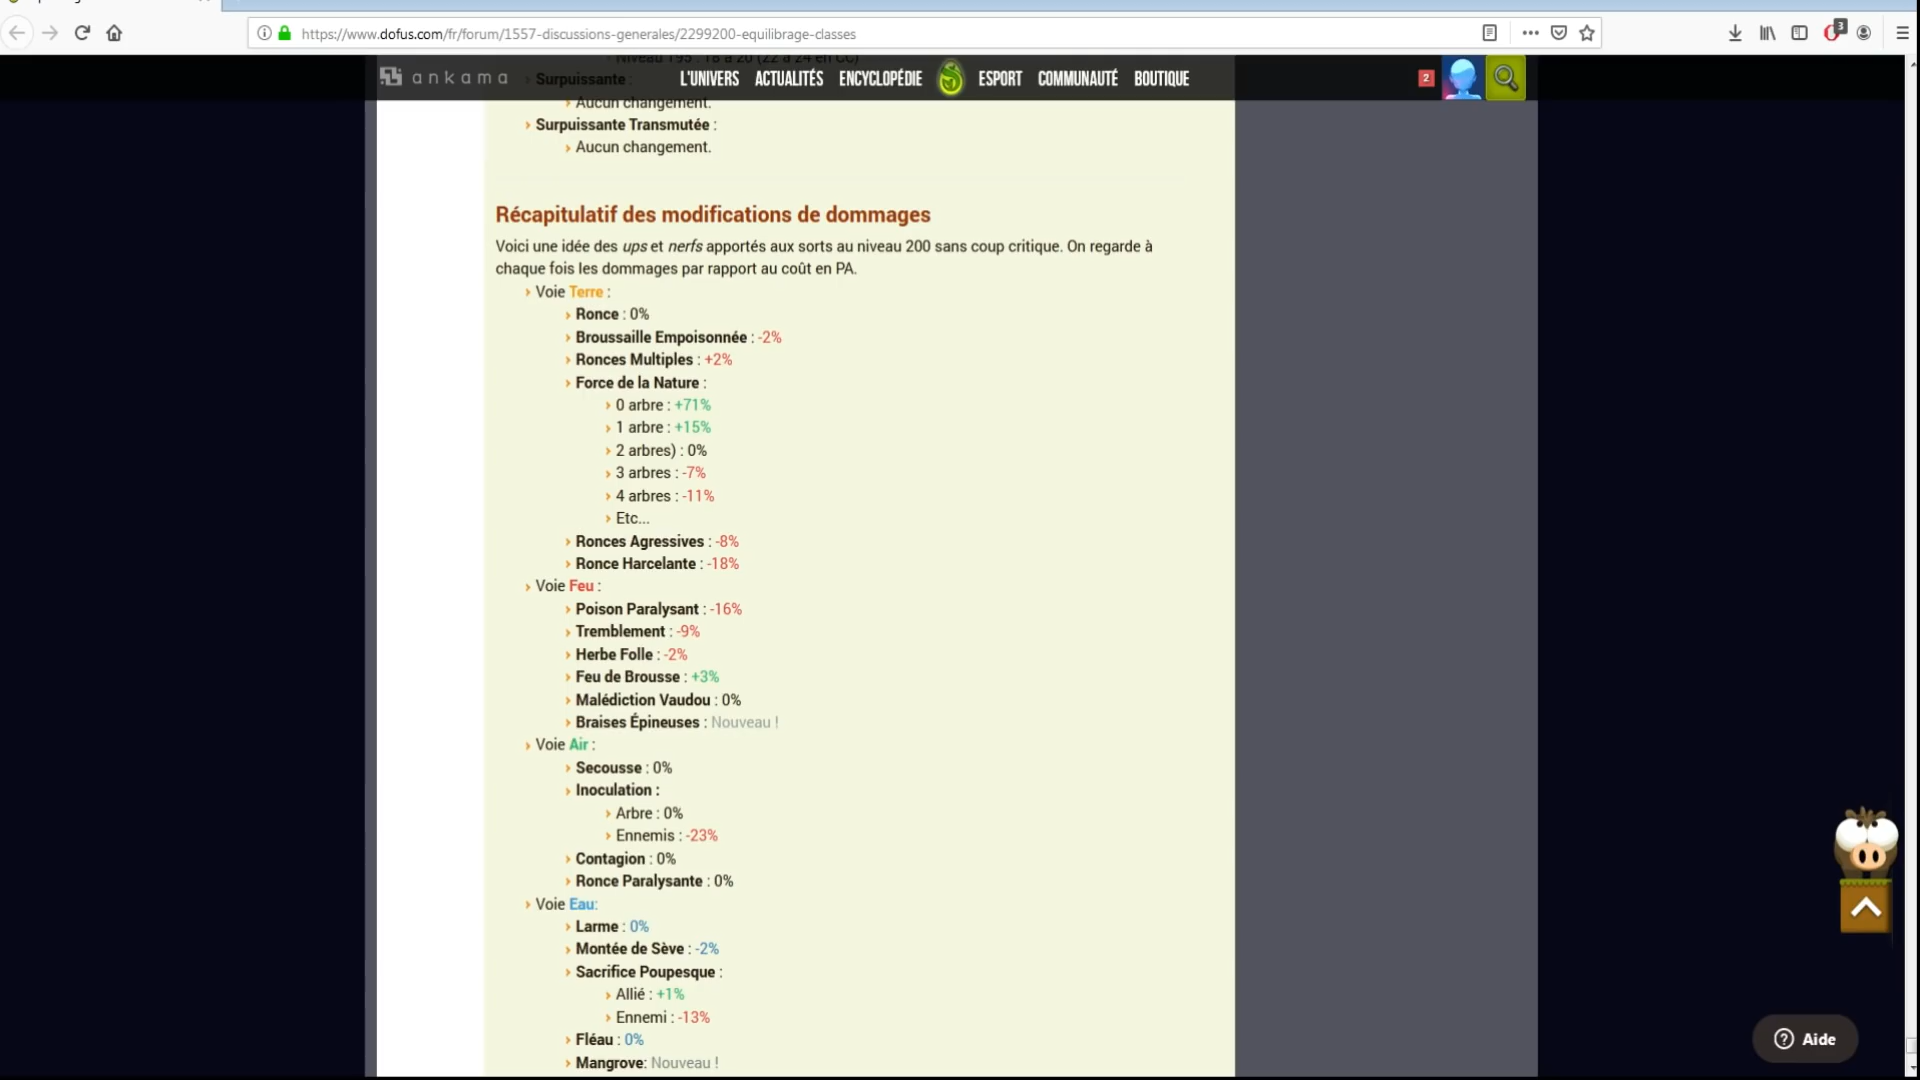 https://www.dofus.com/fr/forum/1557-discussions-generales/2299200-equilibrage-classes
3
ankama
L'UNIVERS
ACTUALITÉS
ENCYCLOPÉDIE
ESPORT
COMMUNAUTÉ
BOUTIQUE
2
Surpuissante :
Aucun changement.
Surpuissante Transmutée :
Aucun changement.
Récapitulatif des modifications de dommages
Voici une idée des ups et nerfs apportés aux sorts au niveau 200 sans coup critique. On regarde à
chaque fois les dommages par rapport au coût en PA.
Voie Terre :
Ronce : 0%
Broussaille Empoisonnée : -2%
Ronces Multiples : +2%
Force de la Nature :
0 arbre : +71%
1 arbre : +15%
2 arbres) : 0%
3 arbres : -7%
4 arbres : -11%
Etc...
Ronces Agressives : -8%
Ronce Harcelante : -18%
Voie Feu :
Poison Paralysant : -16%
Tremblement : -9%
Herbe Folle : -2%
Feu de Brousse : +3%
Malédiction Vaudou : 0%
Braises Épineuses : Nouveau !
Voie Air :
Secousse : 0%
Inoculation :
Arbre : 0%
Ennemis : -23%
Contagion : 0%
Ronce Paralysante : 0%
Voie Eau:
Larme : 0%
Montée de Sève : -2%
Sacrifice Poupesque :
Allié : +1%
Ennemi : -13%
Fléau : 0%
Mangrove: Nouveau !
Aide